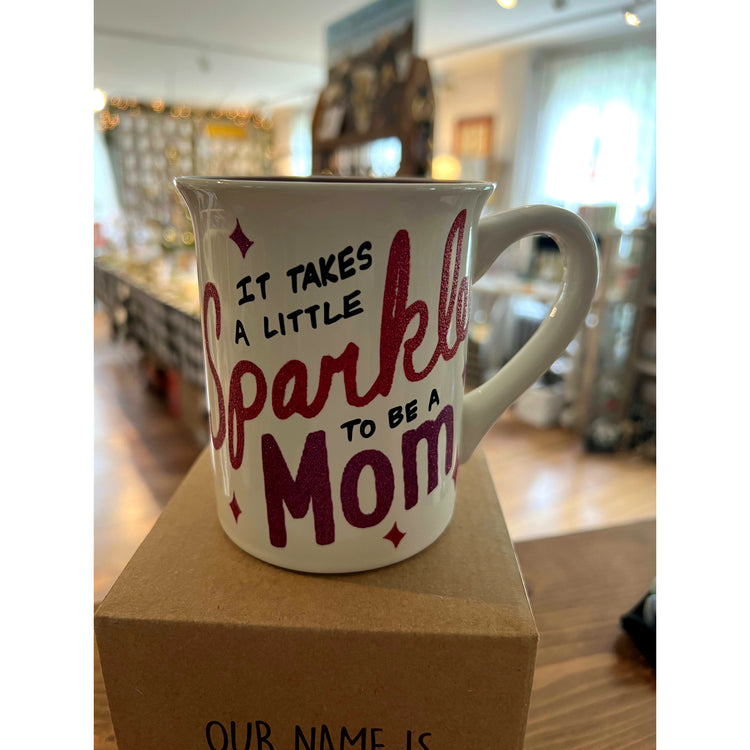 IT TAKES
A LITTLE
Sparkle
TO BE A
Mom
OUR NAME IS